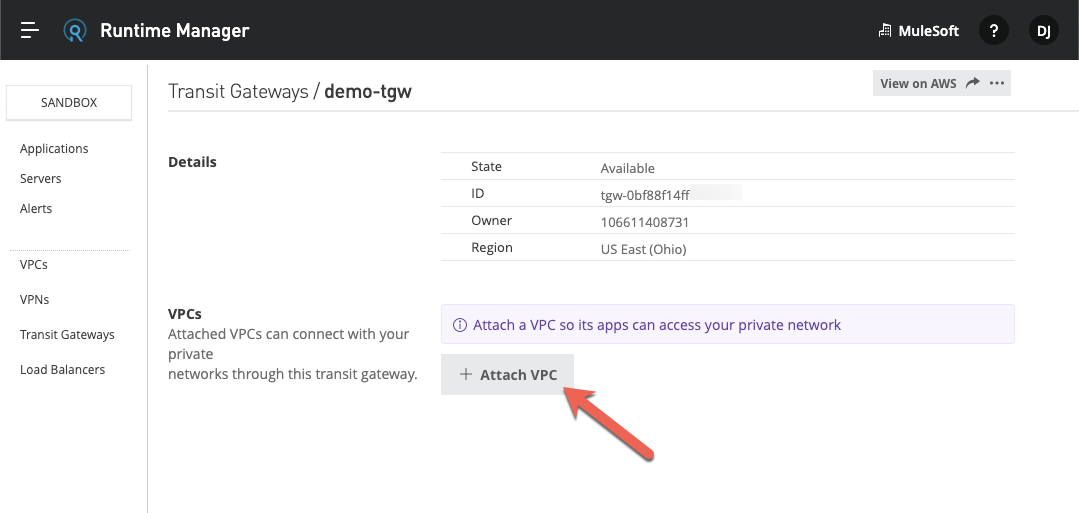 Runtime Manager
MuleSoft
?
DJ
SANDBOX
Applications
Servers
Alerts
VPCs
VPNs
Transit Gateways
Load Balancers
Transit Gateways / demo-tgw
View on AWS
Details
State Available
ID tgw-0bf88f14ff
Owner 106611408731
Region US East (Ohio)
VPCs
Attached VPCs can connect with your
private
networks through this transit gateway.
Attach a VPC so its apps can access your private network
+ Attach VPC